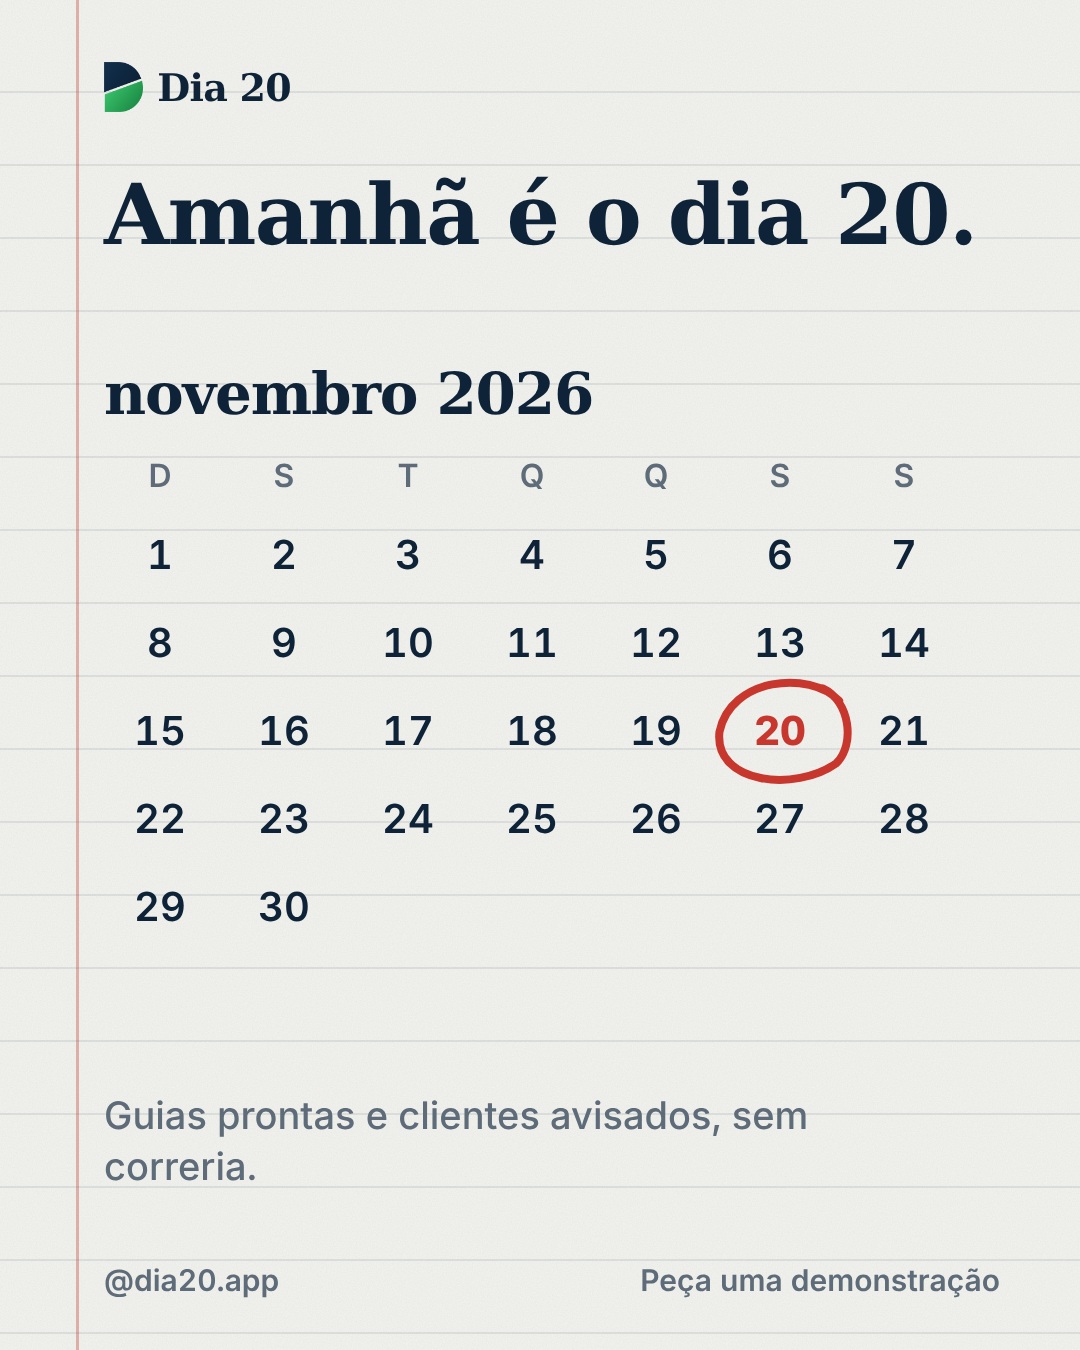 Dia 20
Amanhã é o dia 20.
novembro 2026
D S T Q Q S S
1 2 3 4 5 6 7
8 9 10 11 12 13 14
15 16 17 18 19 20 21
22 23 24 25 26 27 28
29 30
Guias prontas e clientes avisados, sem
correria.
@dia20.app Peça uma demonstração